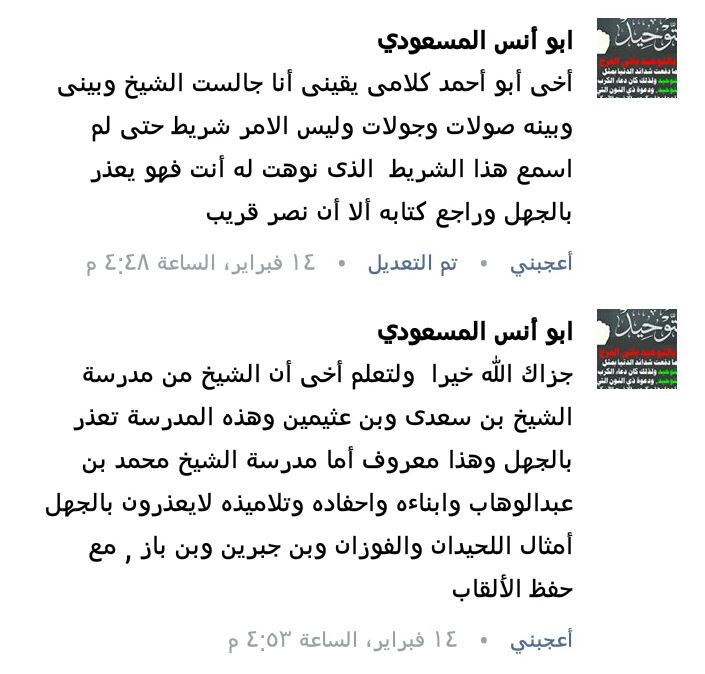 ابو أنس المسعودي
أخى أبو أحمد كلامى يقينى أنا جالست الشيخ وبينى
وبينه صولات وجولات وليس الامر شريط حتى لم
اسمع هذا الشريط الذى نوهت له أنت فهو يعذر
بالجهل وراجع كتابه ألا أن نصر قريب
أعجبني • تم التعديل • ١٤ فبراير، الساعة ٤:٤٨ م
ابو أنس المسعودي
جزاك الله خيرا ولتعلم أخى أن الشيخ من مدرسة
الشيخ بن سعدى وبن عثيمين وهذه المدرسة تعذر
بالجهل وهذا معروف أما مدرسة الشيخ محمد بن
عبدالوهاب وابناءه واحفاده وتلاميذه لايعذرون بالجهل
أمثال اللحيدان والفوزان وبن جبرين وبن باز , مع
حفظ الألقاب
أعجبني • ١٤ فبراير، الساعة ٤:٥٣ م